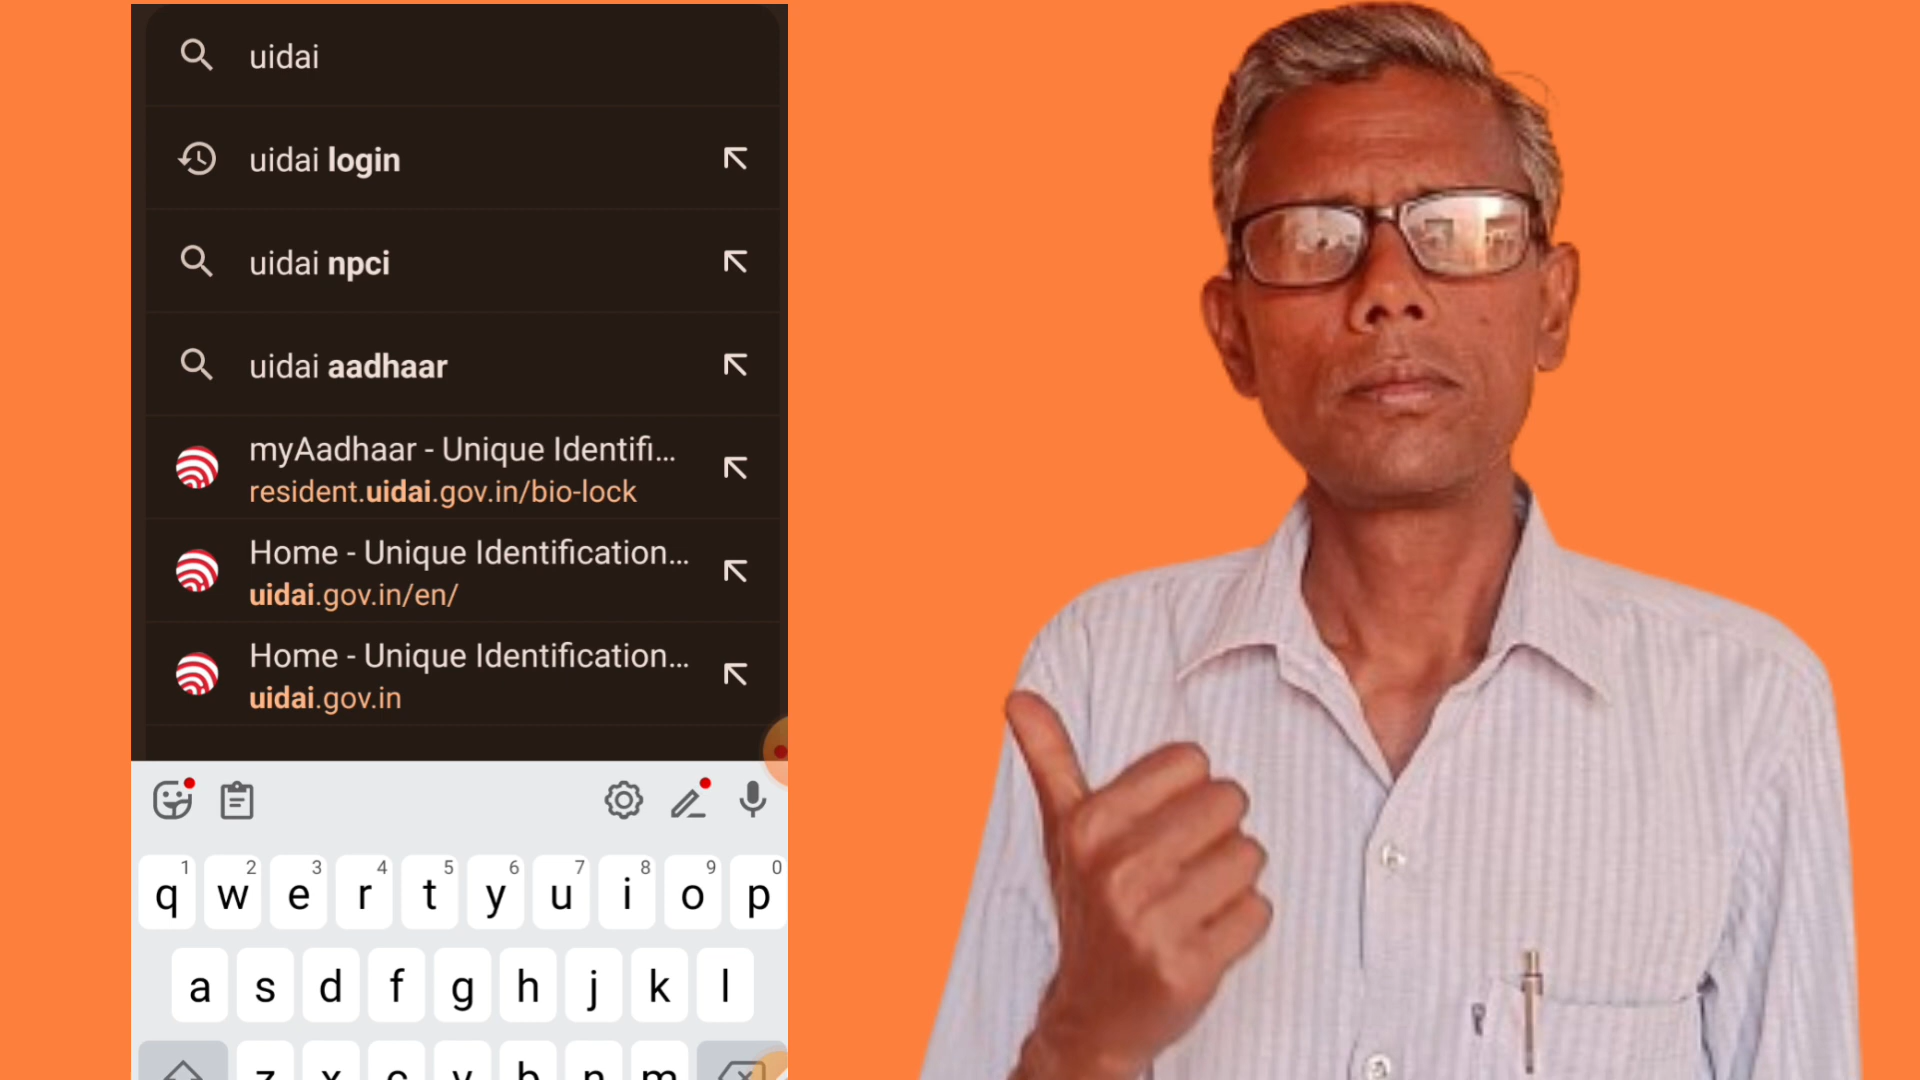 uidai
uidai login
uidai npci
uidai aadhaar
myAadhaar - Unique Identifi...
resident.uidai.gov.in/bio-lock
Home - Unique Identification...
uidai.gov.in/en/
Home - Unique Identification...
uidai.gov.in
1 2 3 4 5 6 7 8 9 0
q w e r t y u i o p
a s d f g h j k l
z x c v b n m